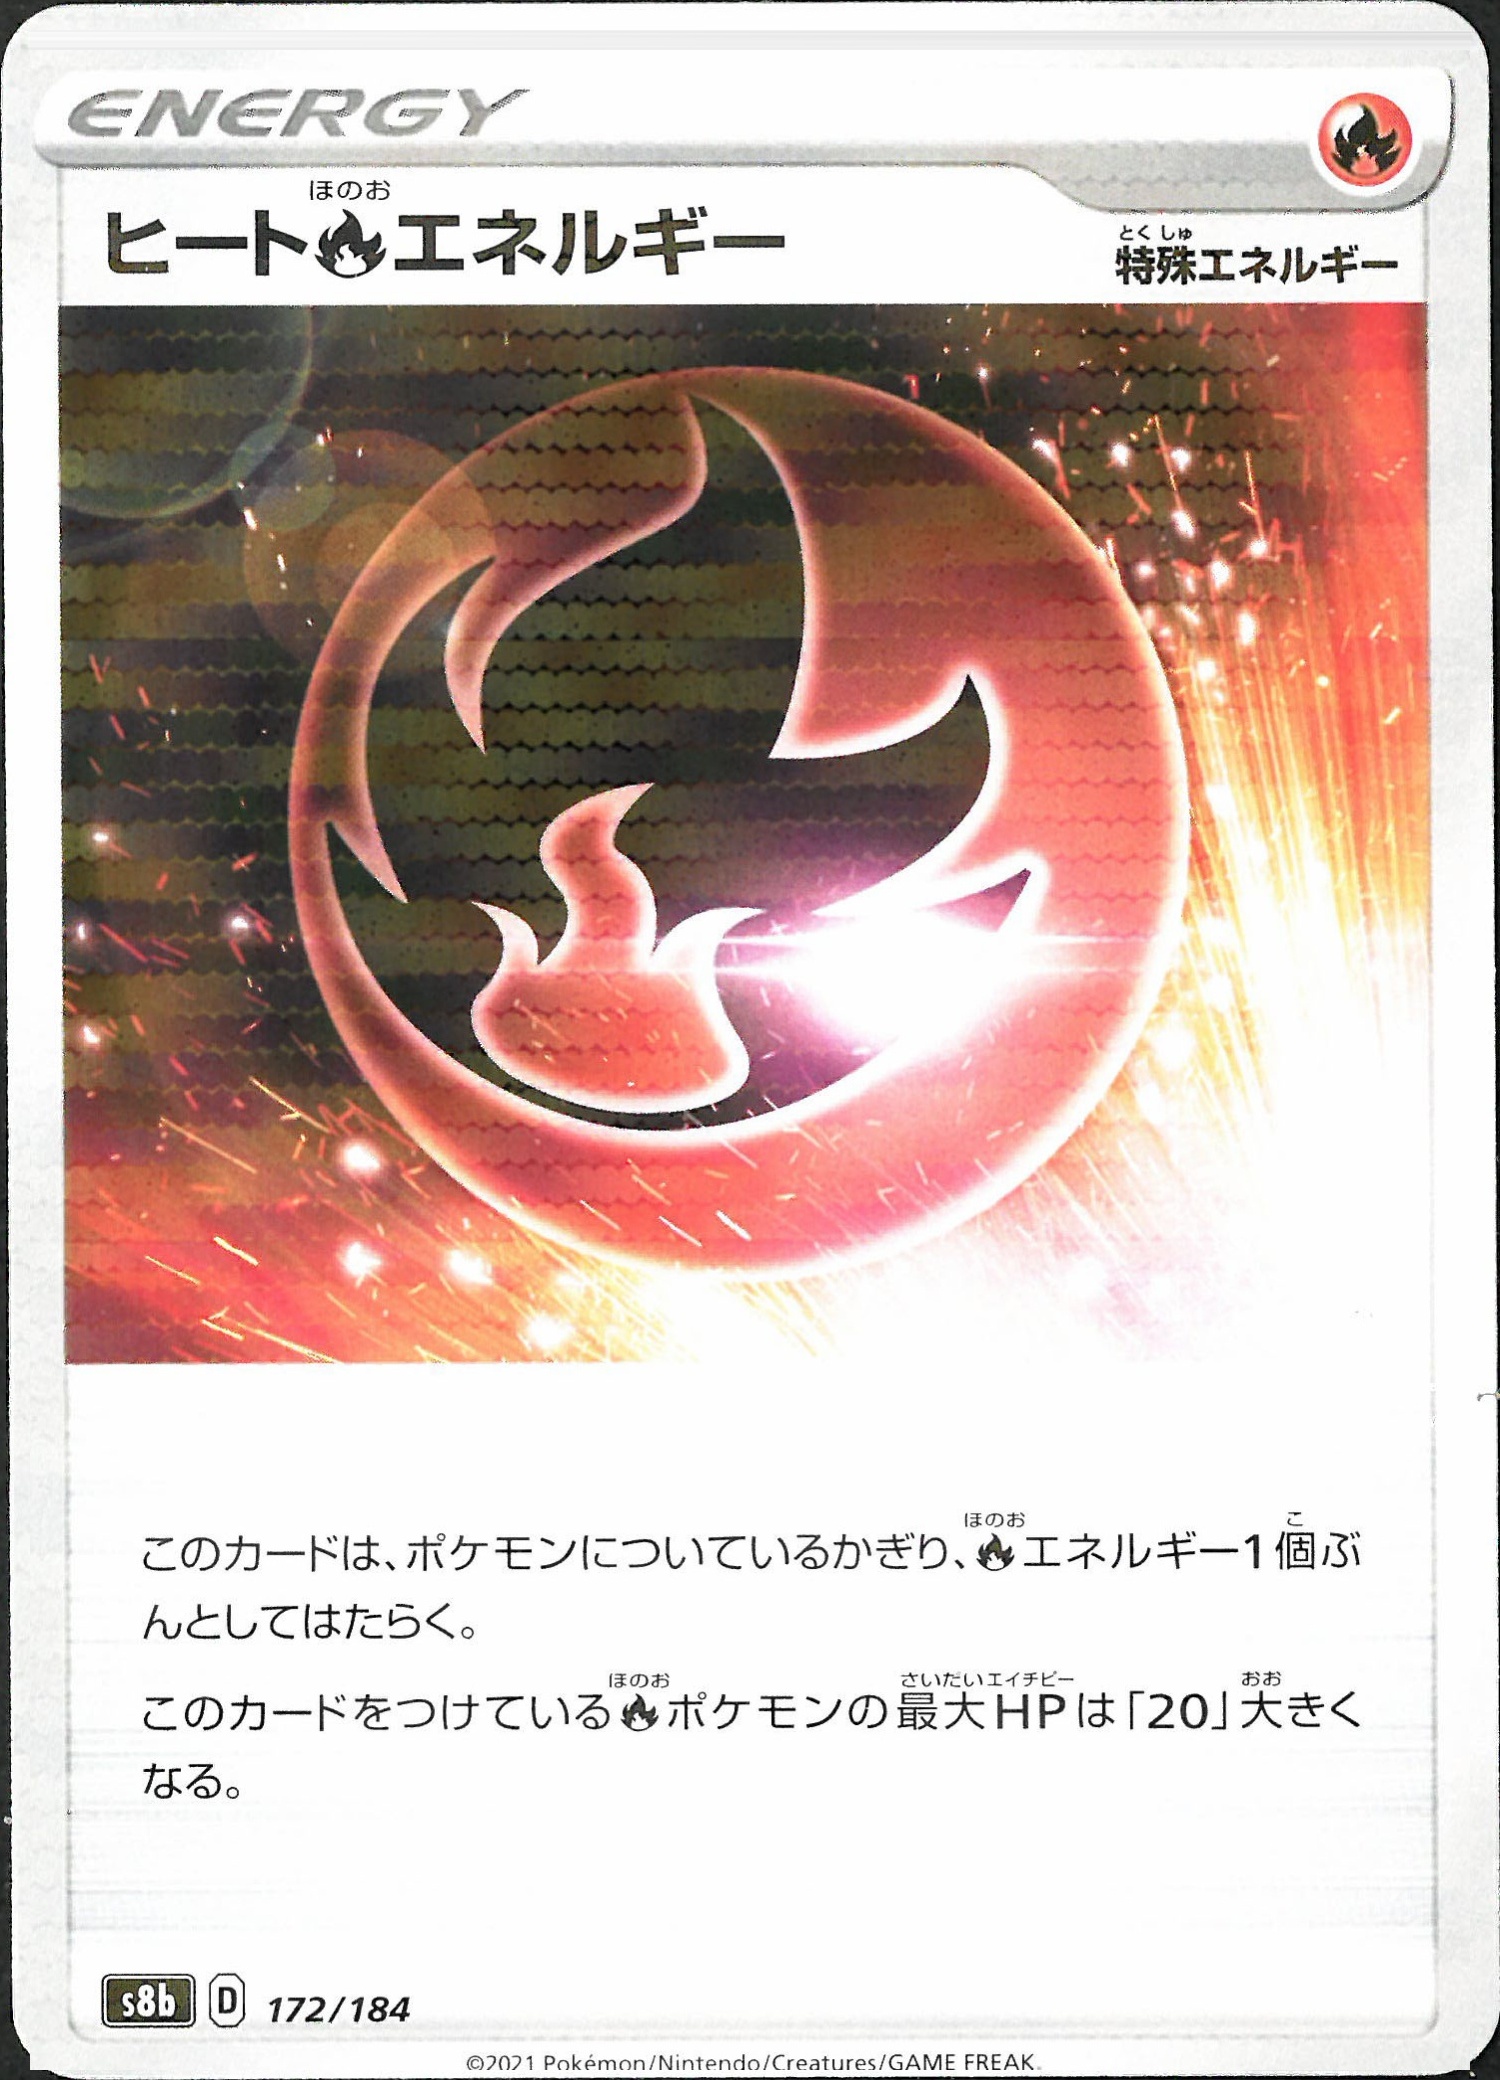 ENERGY
ほのお
ヒート エネルギー
とくしゅ
特殊エネルギー
ほのお こ
このカードは、ポケモンについているかぎり、 エネルギー1個ぶ
んとしてはたらく。
ほのお さいだいエイチピー おお
このカードをつけている ポケモンの最大HPは「20」大きく
なる。
s8b D 172/184
©2021 Pokémon/Nintendo/Creatures/GAME FREAK.